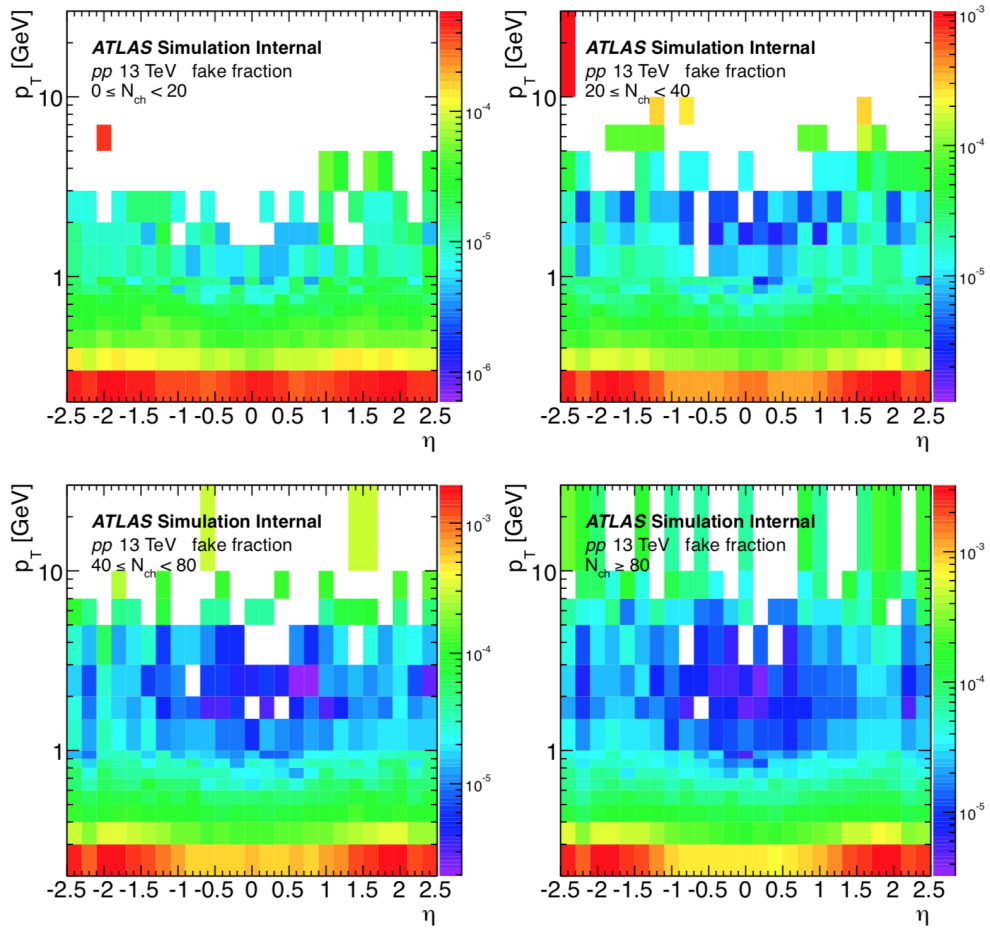 p_T [GeV]
ATLAS Simulation Internal
pp 13 TeV fake fraction
0 ≤ N_ch < 20
10
1
10^-4
10^-5
10^-6
-2.5 -2 -1.5 -1 -0.5 0 0.5 1 1.5 2 2.5
η
p_T [GeV]
ATLAS Simulation Internal
pp 13 TeV fake fraction
20 ≤ N_ch < 40
10
1
10^-3
10^-4
10^-5
-2.5 -2 -1.5 -1 -0.5 0 0.5 1 1.5 2 2.5
η
p_T [GeV]
ATLAS Simulation Internal
pp 13 TeV fake fraction
40 ≤ N_ch < 80
10
1
10^-3
10^-4
10^-5
-2.5 -2 -1.5 -1 -0.5 0 0.5 1 1.5 2 2.5
η
p_T [GeV]
ATLAS Simulation Internal
pp 13 TeV fake fraction
N_ch ≥ 80
10
1
10^-3
10^-4
10^-5
-2.5 -2 -1.5 -1 -0.5 0 0.5 1 1.5 2 2.5
η